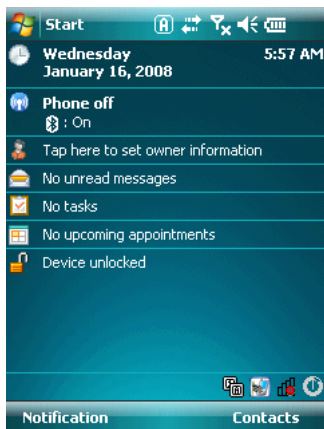 Start
Wednesday 5:57 AM
January 16, 2008
Phone off
: On
Tap here to set owner information
No unread messages
No tasks
No upcoming appointments
Device unlocked
Notification Contacts